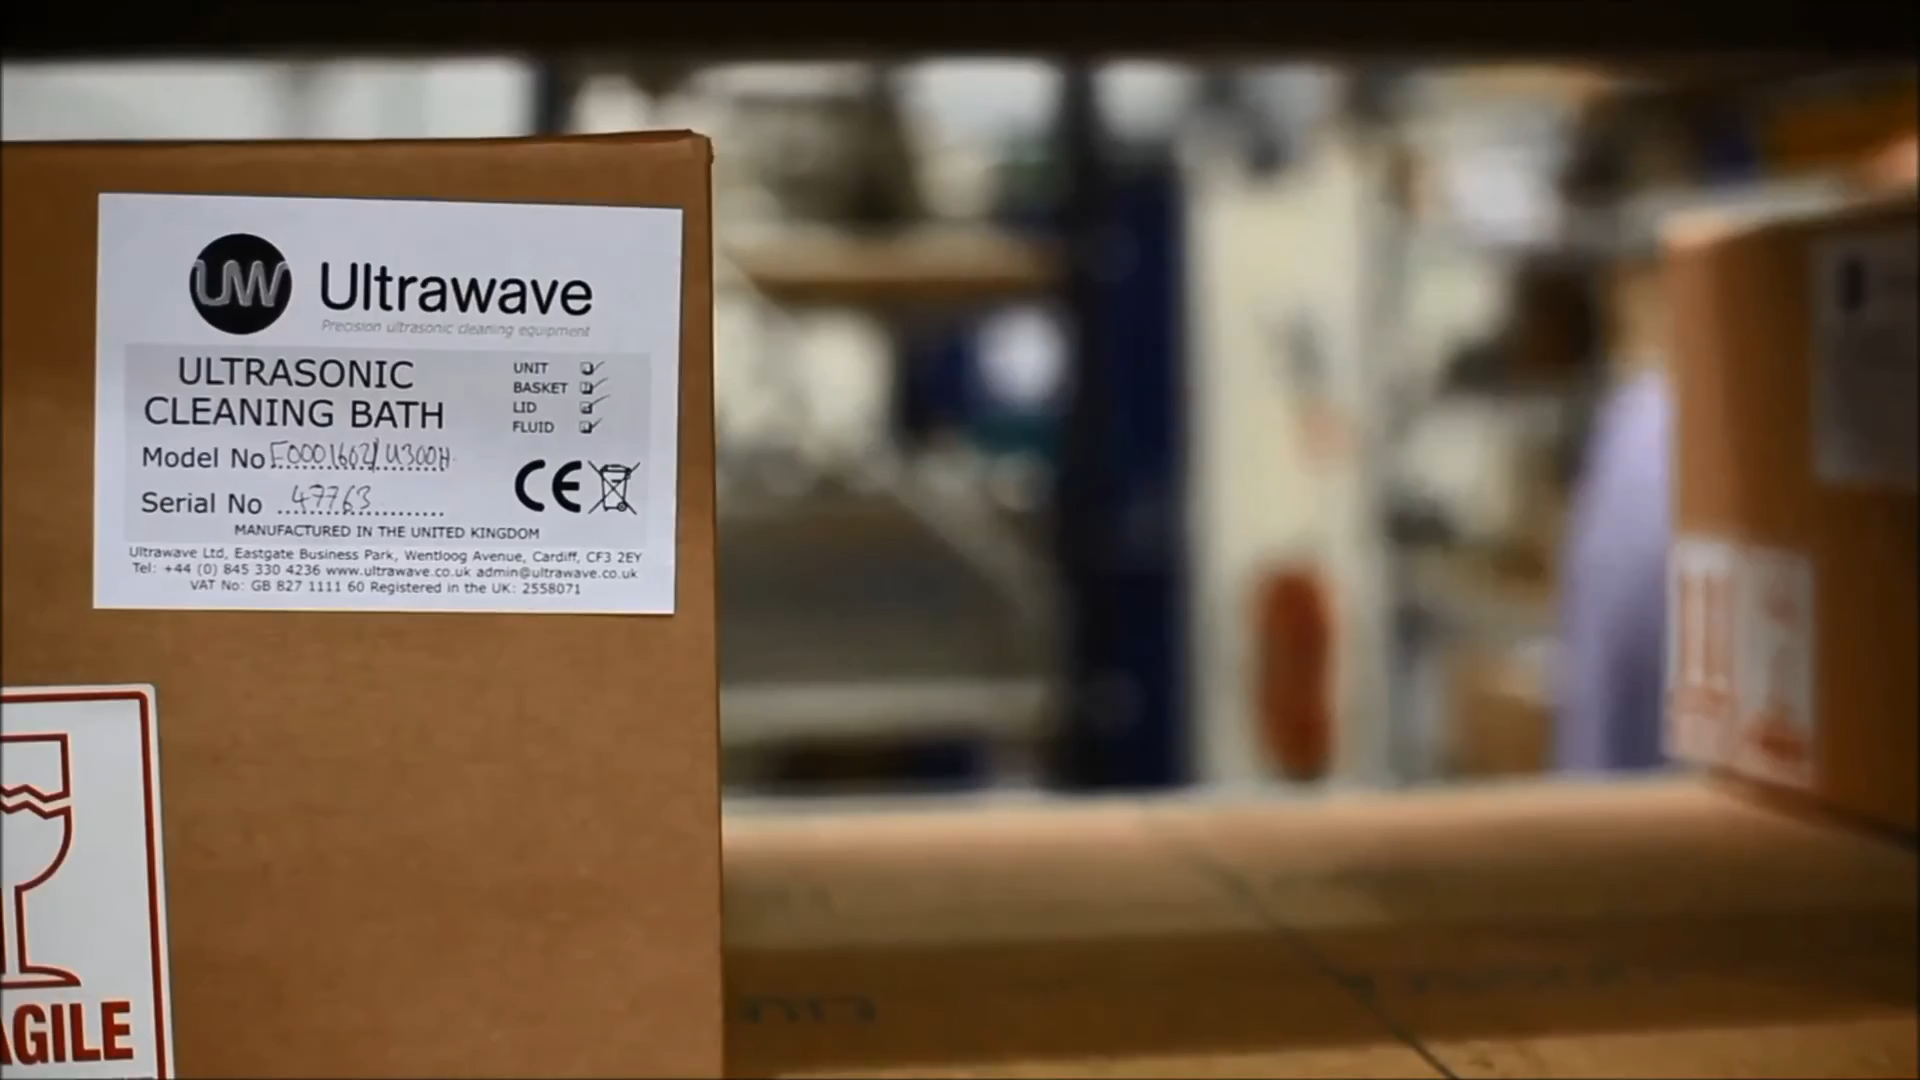 UW Ultrawave
Precision ultrasonic cleaning equipment
ULTRASONIC
CLEANING BATH
UNIT
BASKET
LID
FLUID
Model No F0001602/U300H
Serial No 47763
CE
MANUFACTURED IN THE UNITED KINGDOM
Ultrawave Ltd, Eastgate Business Park, Wentloog Avenue, Cardiff, CF3 2EY
Tel: +44 (0) 845 330 4236 www.ultrawave.co.uk admin@ultrawave.co.uk
VAT No: GB 827 1111 60 Registered in the UK: 2558071
AGILE